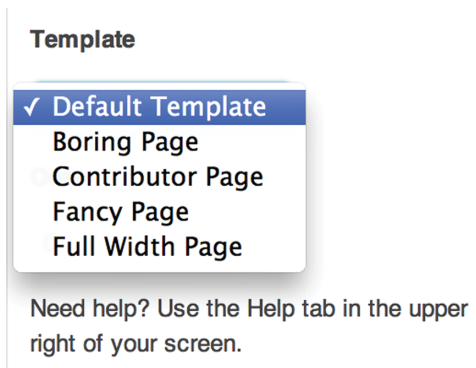 Template
✓ Default Template
Boring Page
Contributor Page
Fancy Page
Full Width Page
Need help? Use the Help tab in the upper
right of your screen.